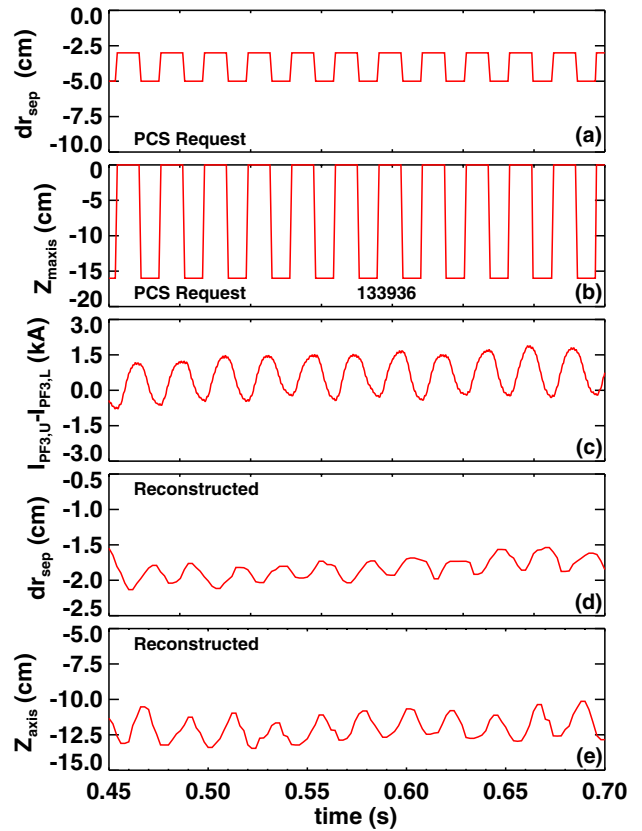 0.0
-2.5
-5.0
-7.5
-10.0
dr_sep (cm)
PCS Request
(a)
0
-5
-10
-15
-20
Z_maxis (cm)
PCS Request
133936
(b)
3.0
1.5
0.0
-1.5
-3.0
I_PF3,U-I_PF3,L (kA)
(c)
-0.5
-1.0
-1.5
-2.0
-2.5
dr_sep (cm)
Reconstructed
(d)
-5.0
-7.5
-10.0
-12.5
-15.0
Z_axis (cm)
Reconstructed
(e)
0.45 0.50 0.55 0.60 0.65 0.70
time (s)